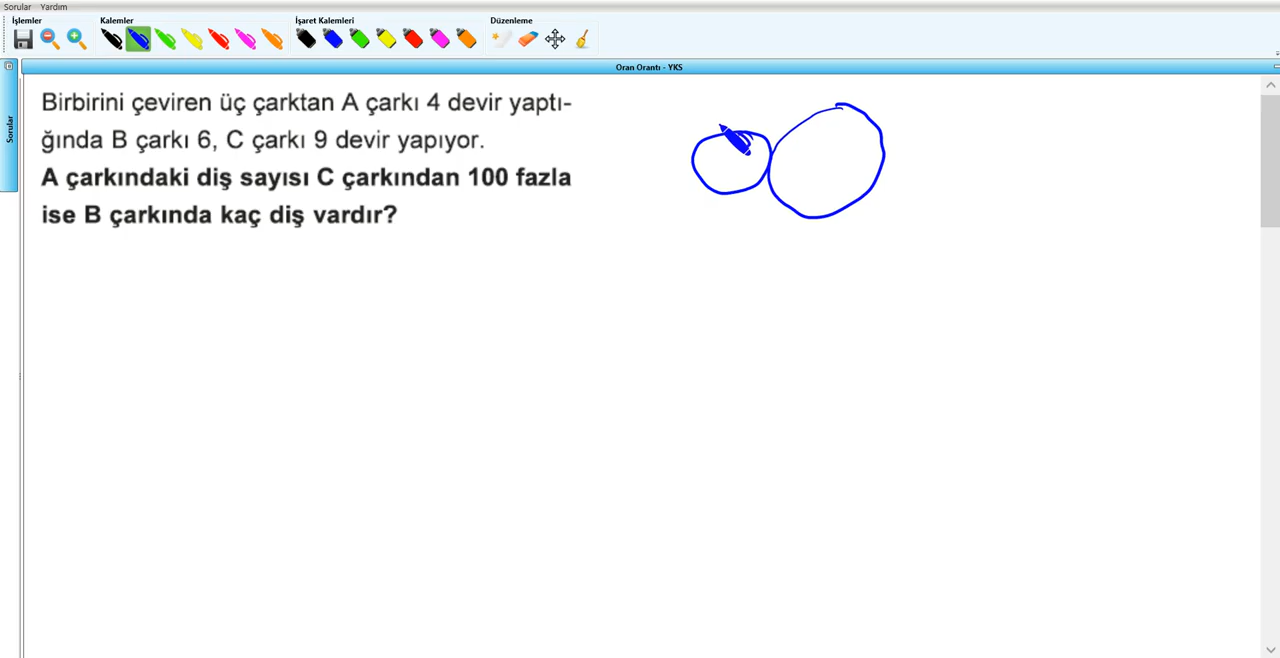 Sorular Yardım
İşlemler Kalemler İşaret Kalemleri Düzenleme
Oran Orantı - YKS
Sorular
Birbirini çeviren üç çarktan A çarkı 4 devir yaptı-
ğında B çarkı 6, C çarkı 9 devir yapıyor.
A çarkındaki diş sayısı C çarkından 100 fazla
ise B çarkında kaç diş vardır?